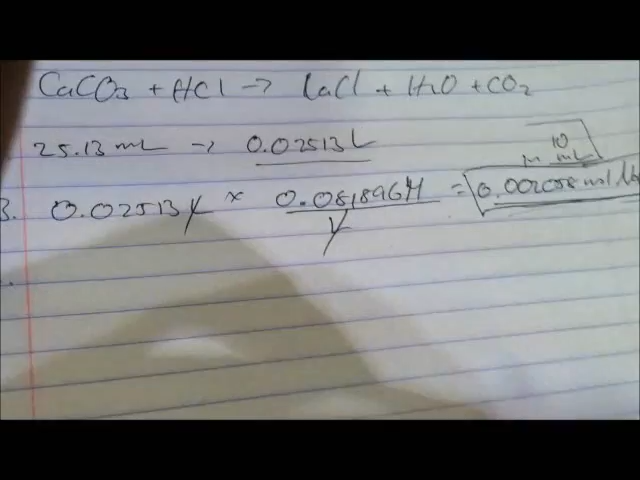 CaCO3 + HCl → CaCl + H2O + CO2
25.13 mL → 0.02513 L
10
in mL
3. 0.02513 L × 0.081896 M = 0.002058 mol
L